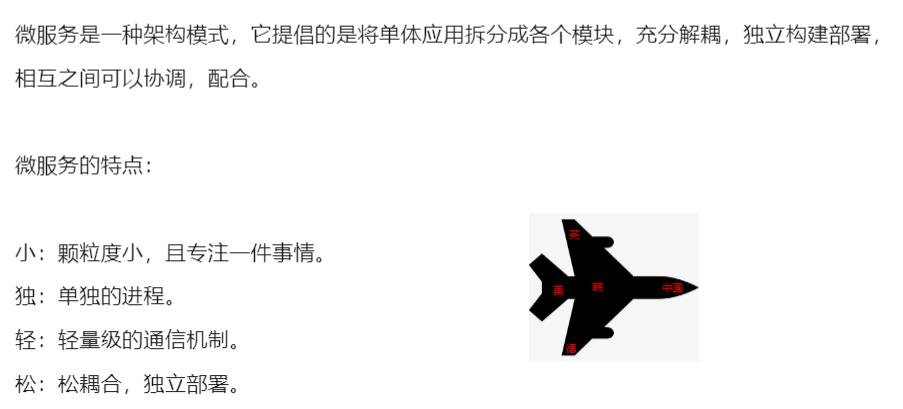 微服务是一种架构模式，它提倡的是将单体应用拆分成各个模块，充分解耦，独立构建部署，
相互之间可以协调，配合。
微服务的特点：
小：颗粒度小，且专注一件事情。
独：单独的进程。
轻：轻量级的通信机制。
松：松耦合，独立部署。
英
美 韩 中国
德